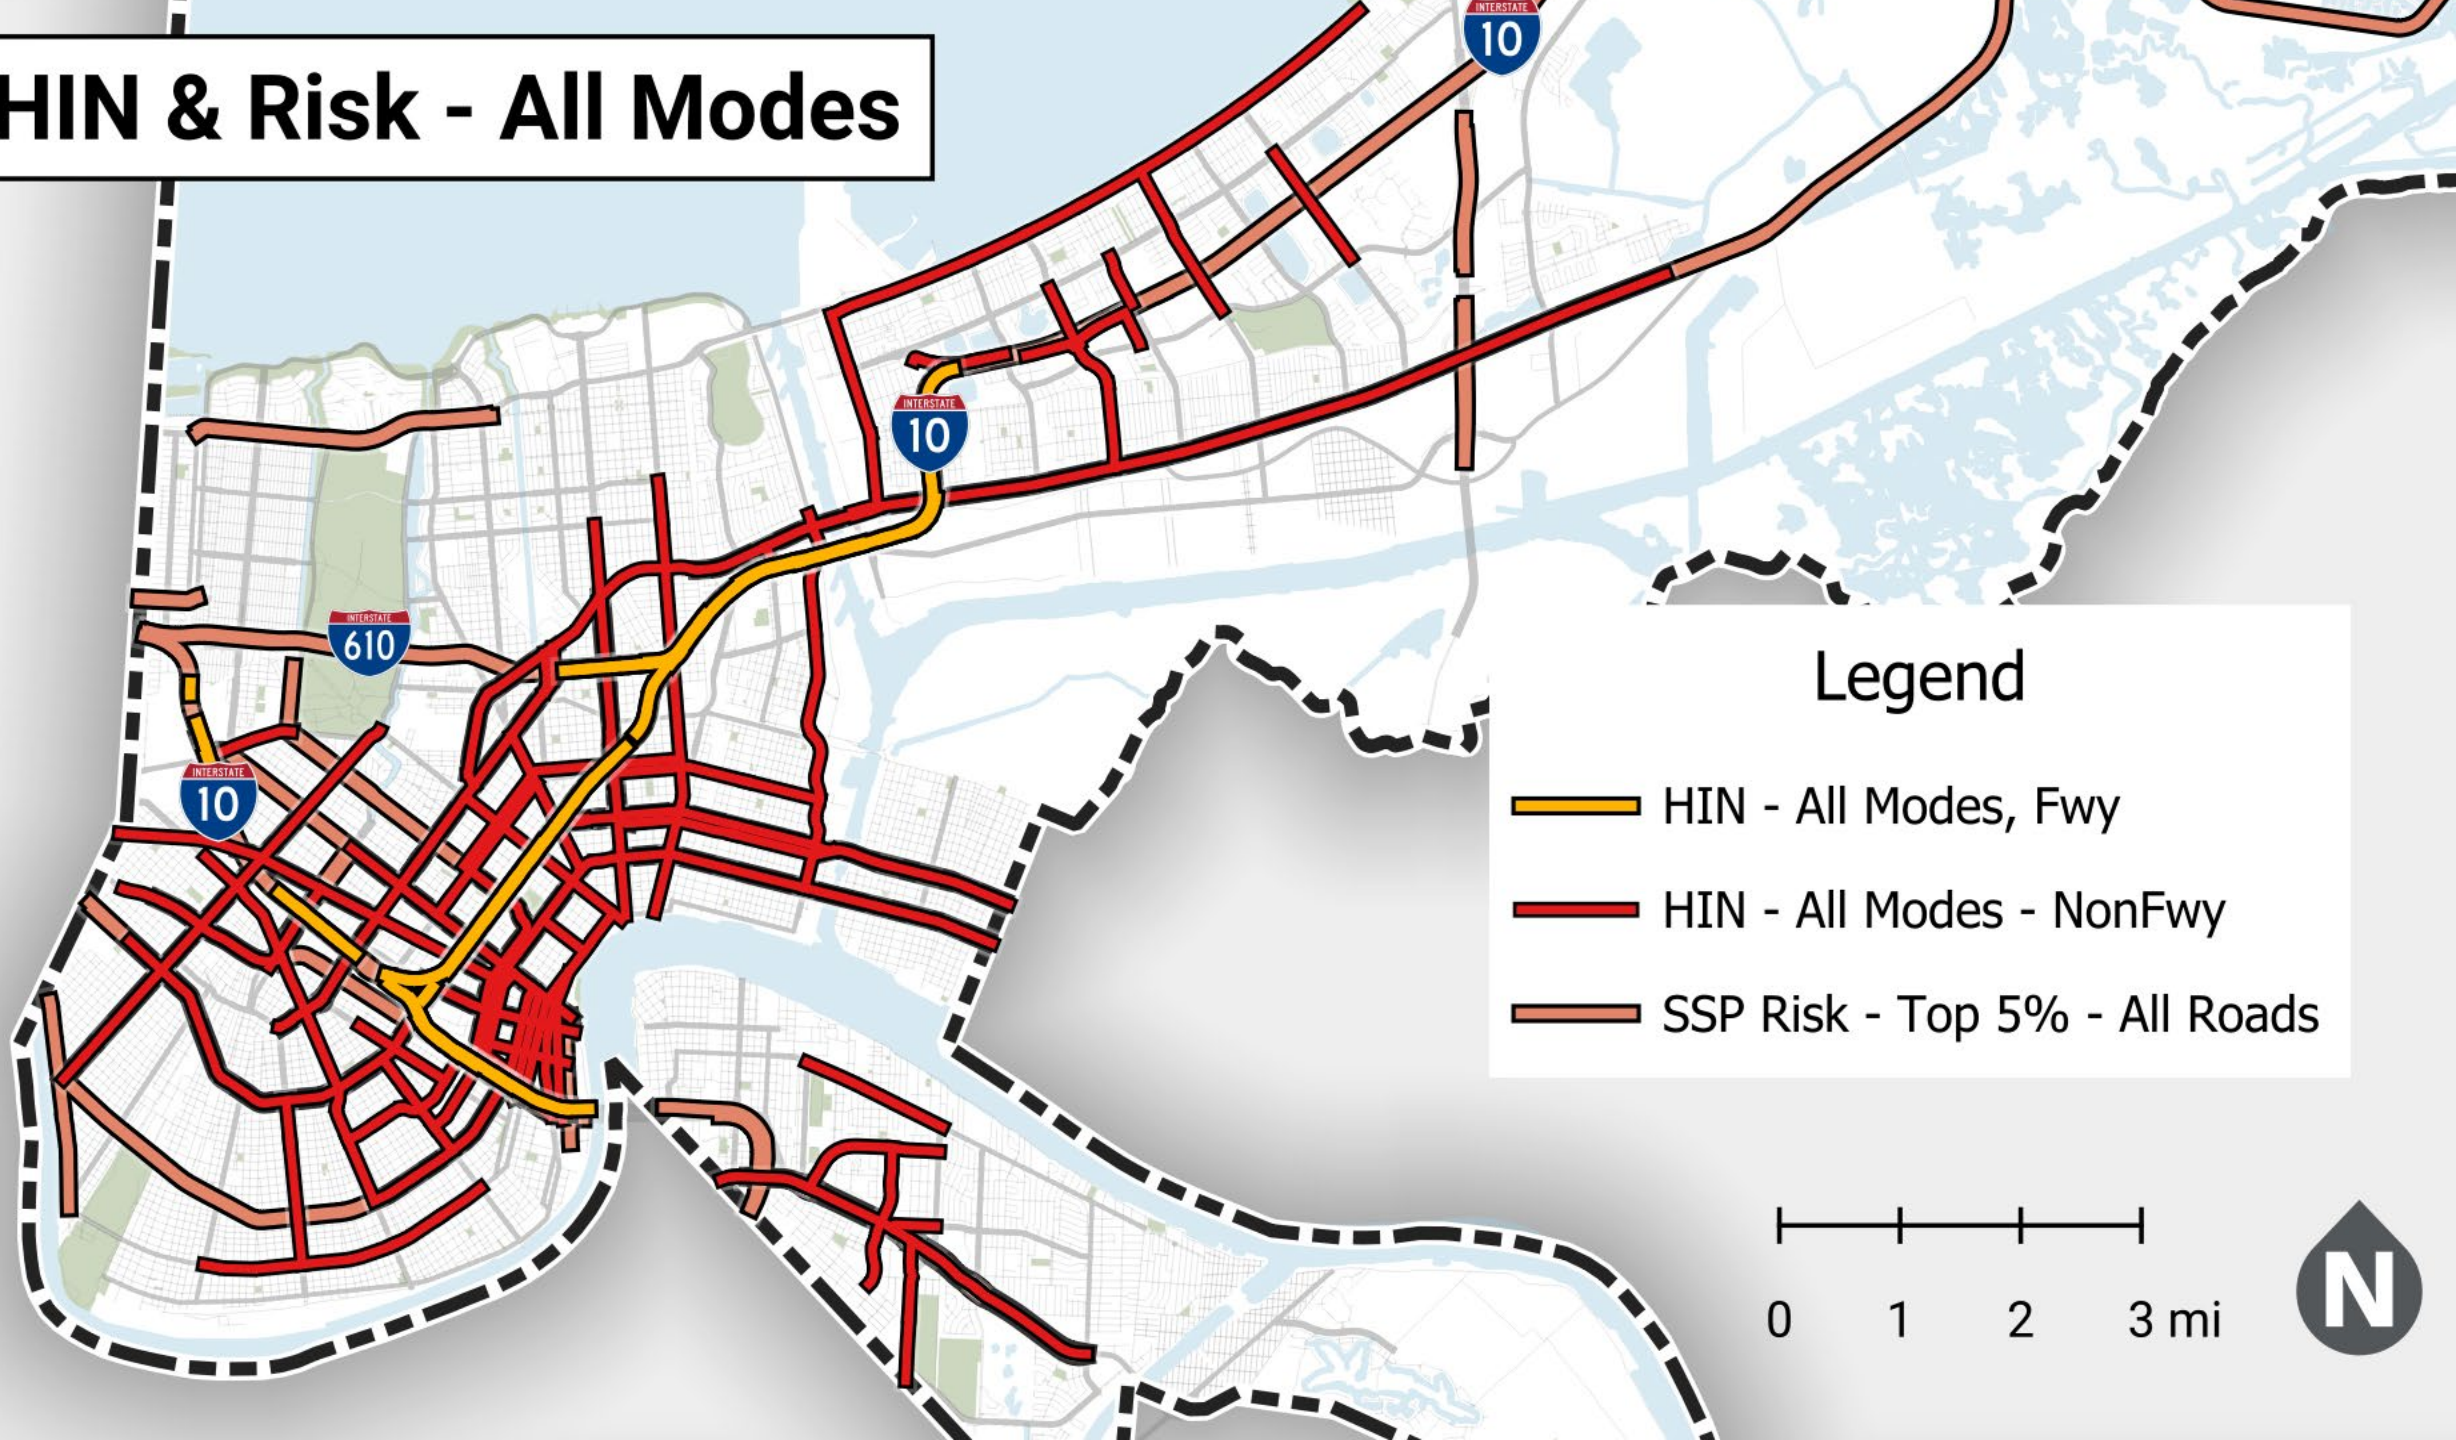 HIN & Risk - All Modes
INTERSTATE
10
INTERSTATE
10
INTERSTATE
610
INTERSTATE
10
Legend
HIN - All Modes, Fwy
HIN - All Modes - NonFwy
SSP Risk - Top 5% - All Roads
0 1 2 3 mi
N